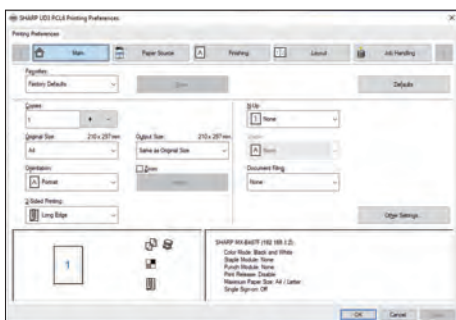 SHARP UD3 PCL6 Printing Preferences
Printing Preferences
Main
Paper Source
Finishing
Layout
Job Handling
Favorites:
Factory Defaults
Save
Defaults
Copies:
1
+
-
N-Up:
1 None
Original Size: 210 x 297 mm
Output Size: 210 x 297 mm
A4
Same as Original Size
A None
Orientation:
Zoom
Document Filing:
A Portrait
None
2-Sided Printing:
Long Edge
Other Settings...
1
SHARP MX-B467F (192.168.1.2):
Color Mode: Black and White
Staple Module: None
Punch Module: None
Print Release: Disable
Maximum Paper Size: A4 / Letter
Single Sign-on: Off
OK
Cancel